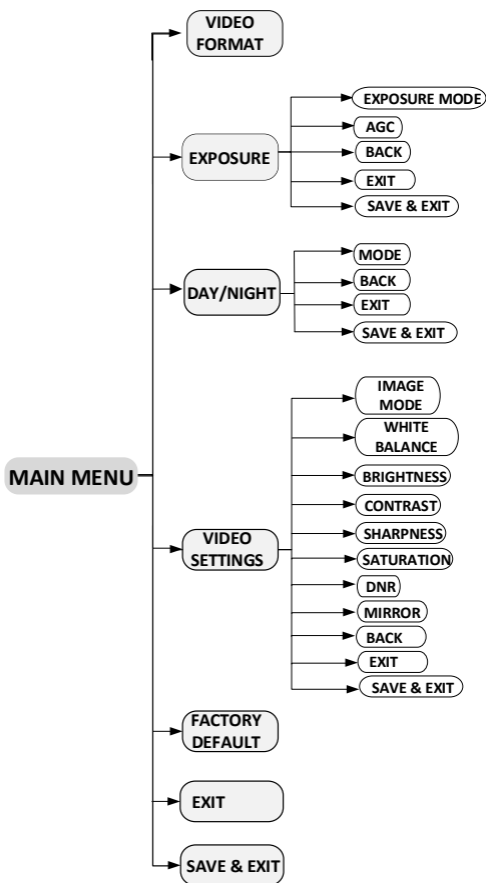 MAIN MENU
VIDEO
FORMAT
EXPOSURE
EXPOSURE MODE
AGC
BACK
EXIT
SAVE & EXIT
DAY/NIGHT
MODE
BACK
EXIT
SAVE & EXIT
VIDEO
SETTINGS
IMAGE
MODE
WHITE
BALANCE
BRIGHTNESS
CONTRAST
SHARPNESS
SATURATION
DNR
MIRROR
BACK
EXIT
SAVE & EXIT
FACTORY
DEFAULT
EXIT
SAVE & EXIT